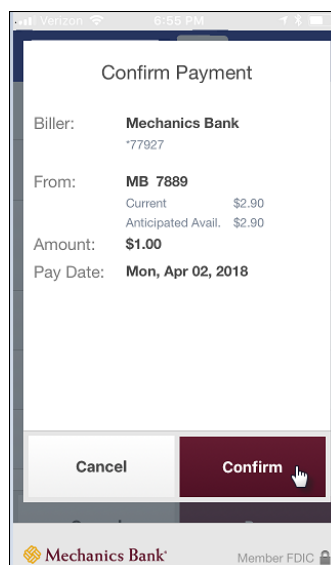 Verizon 6:55 PM
Confirm Payment
Biller: Mechanics Bank
*77927
From: MB 7889
Current $2.90
Anticipated Avail. $2.90
Amount: $1.00
Pay Date: Mon, Apr 02, 2018
Cancel Confirm
Mechanics Bank Member FDIC